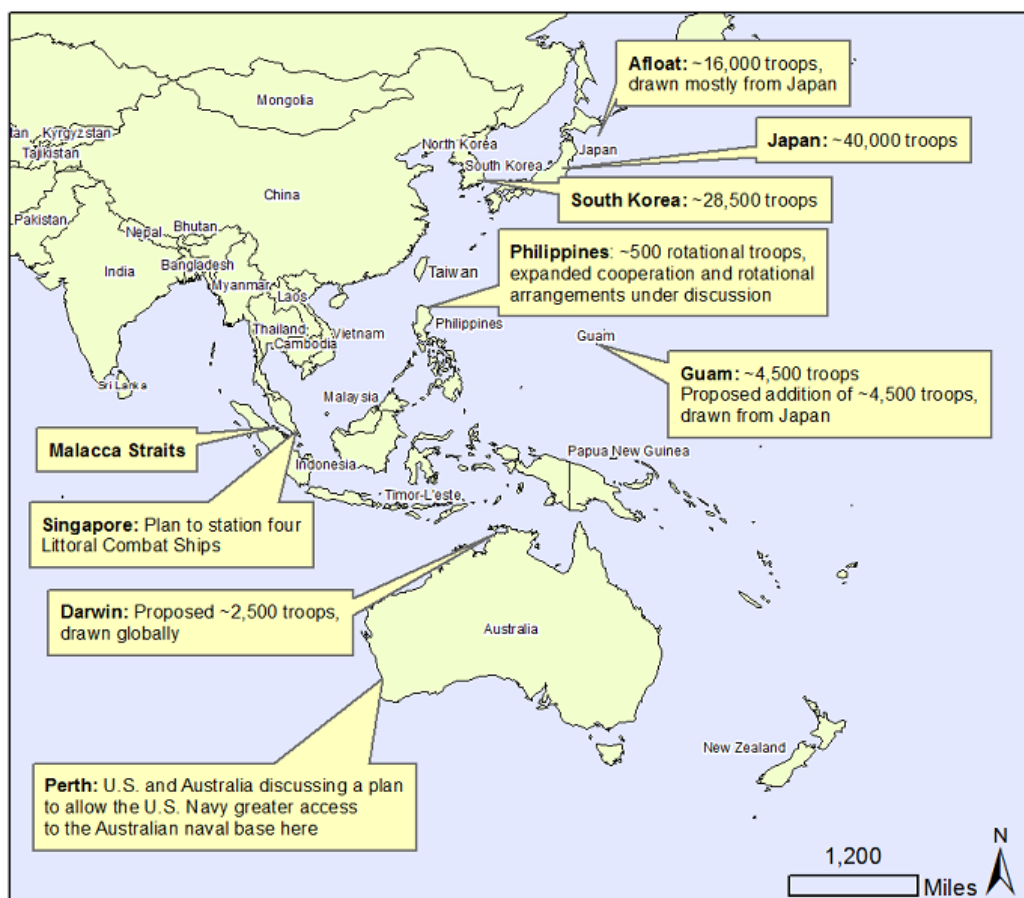 Afloat: ~16,000 troops,
drawn mostly from Japan
Mongolia
tan
Kyrgyzstan
Tajikistan
North Korea
Japan
Japan: ~40,000 troops
South Korea
China
South Korea: ~28,500 troops
Pakistan
Nepal
Bhutan
Philippines: ~500 rotational troops,
expanded cooperation and rotational
arrangements under discussion
India
Bangladesh
Taiwan
Myanmar
Laos
Thailand
Vietnam
Cambodia
Philippines
Guam
Sri Lanka
Guam: ~4,500 troops
Proposed addition of ~4,500 troops,
drawn from Japan
Malaysia
Malacca Straits
Indonesia
Papua New Guinea
Timor-L'este
Singapore: Plan to station four
Littoral Combat Ships
Darwin: Proposed ~2,500 troops,
drawn globally
Australia
New Zealand
Perth: U.S. and Australia discussing a plan
to allow the U.S. Navy greater access
to the Australian naval base here
N
1,200
Miles